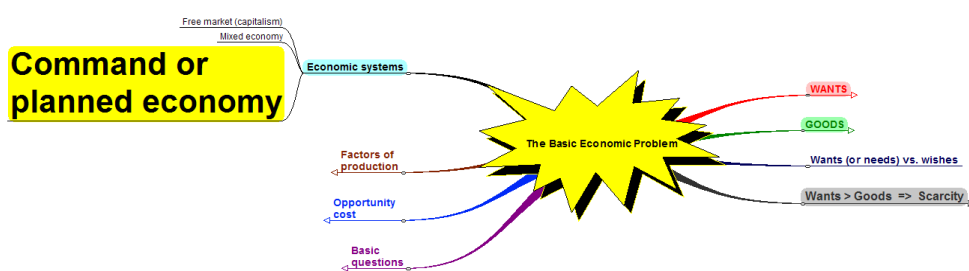 Free market (capitalism)
Mixed economy
Command or
planned economy
Economic systems
The Basic Economic Problem
WANTS
GOODS
Wants (or needs) vs. wishes
Wants > Goods => Scarcity
Factors of
production
Opportunity
cost
Basic
questions